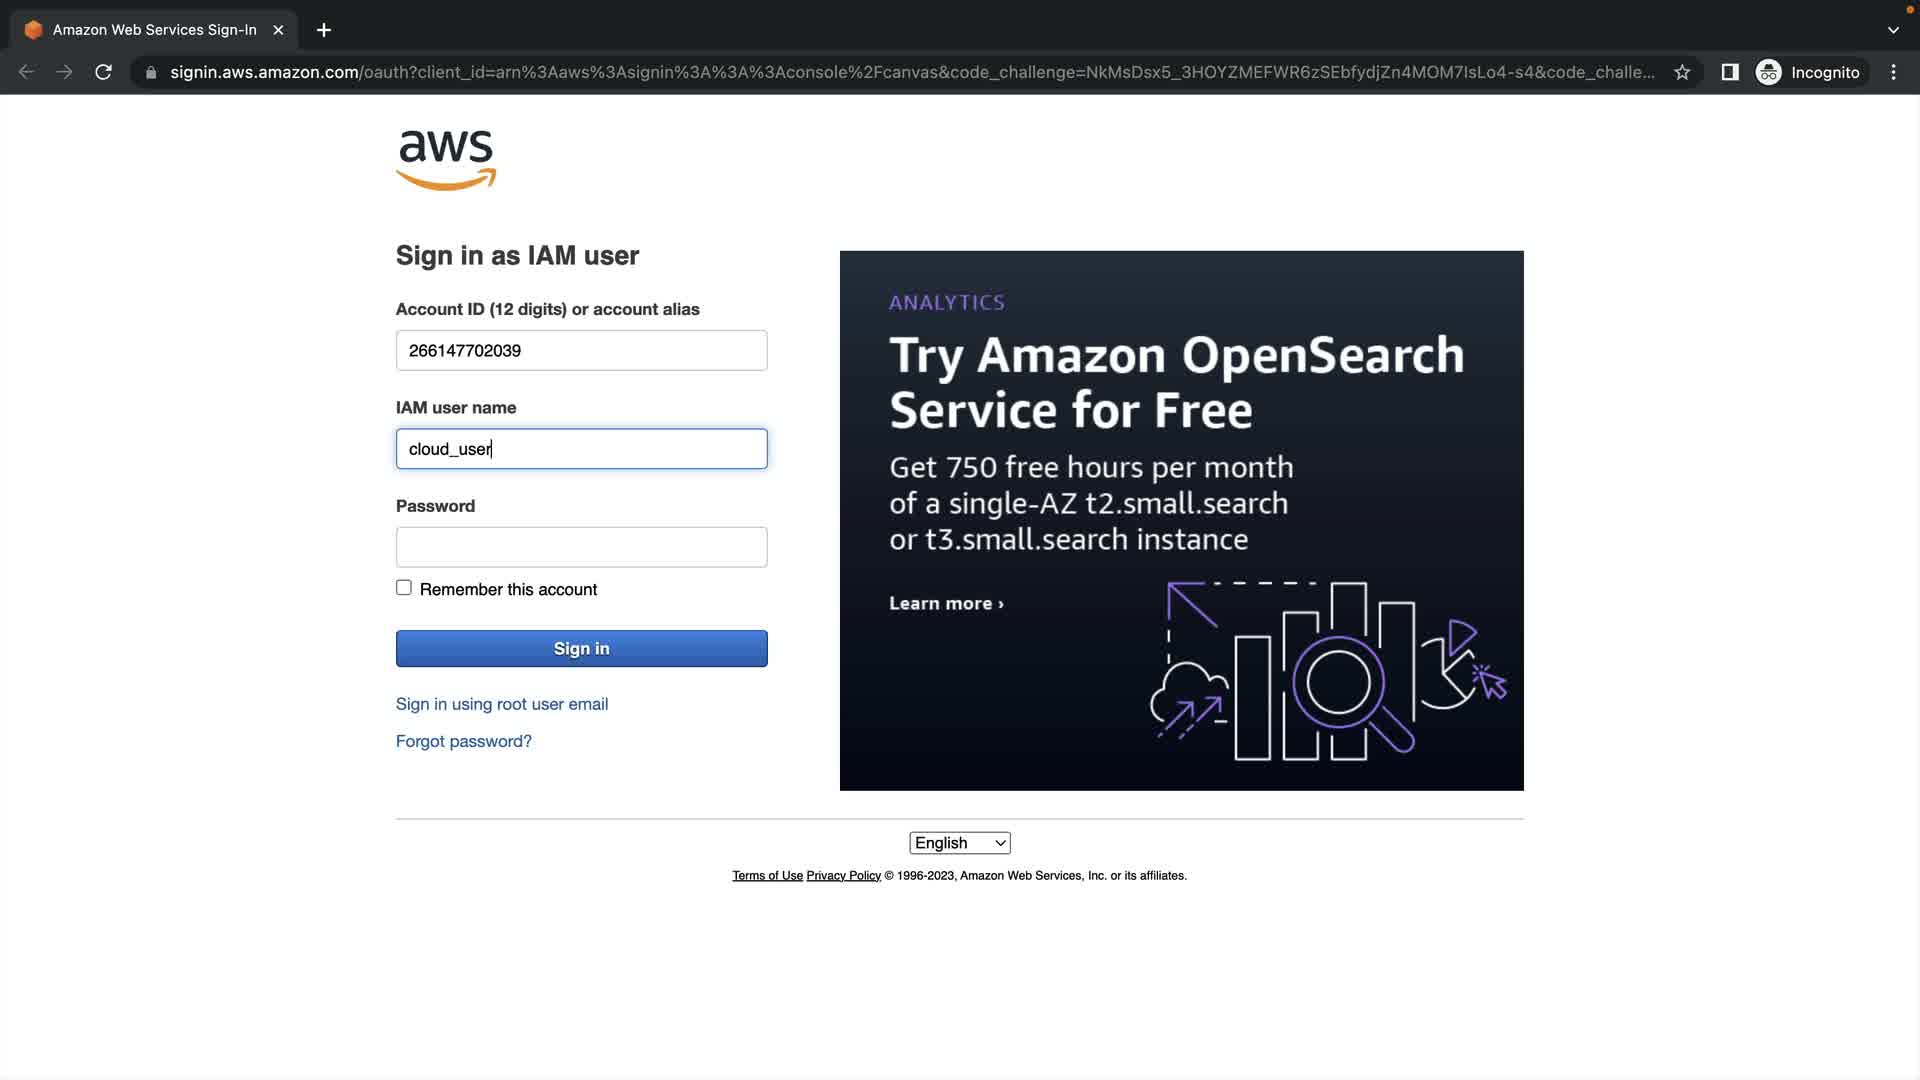 Amazon Web Services Sign-In
signin.aws.amazon.com/oauth?client_id=arn%3Aaws%3Asignin%3A%3A%3Aconsole%2Fcanvas&code_challenge=NkMsDsx5_3HOYZMEFWR6zSEbfydjZn4MOM7IsLo4-s4&code_challe...
Incognito
aws
Sign in as IAM user
Account ID (12 digits) or account alias
266147702039
IAM user name
cloud_user
Password
Remember this account
Sign in
Sign in using root user email
Forgot password?
ANALYTICS
Try Amazon OpenSearch
Service for Free
Get 750 free hours per month
of a single-AZ t2.small.search
or t3.small.search instance
Learn more ›
English
Terms of Use Privacy Policy © 1996-2023, Amazon Web Services, Inc. or its affiliates.